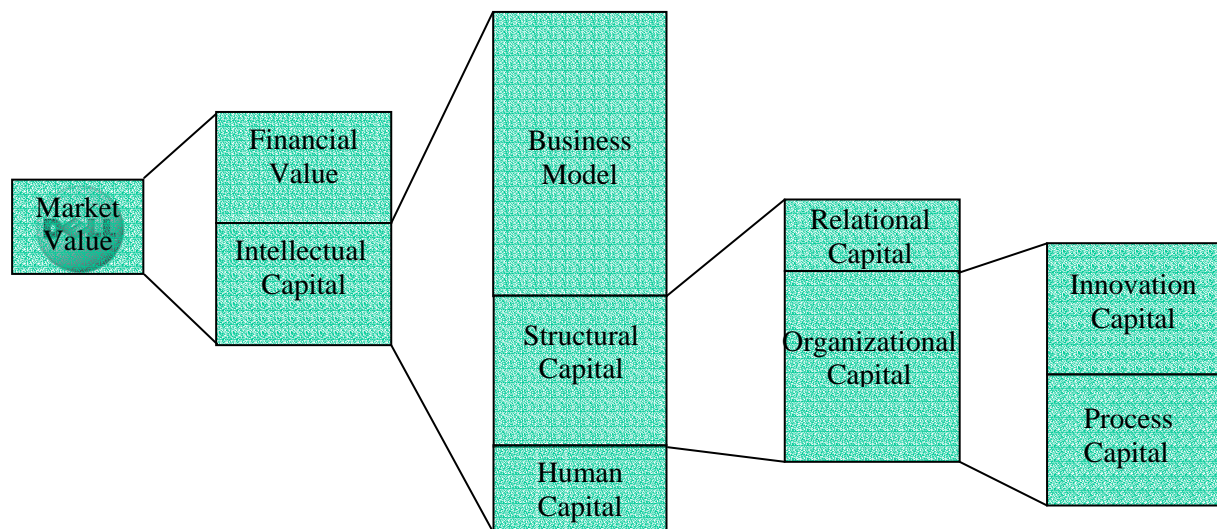 Market
Value
Financial
Value
Intellectual
Capital
Business
Model
Structural
Capital
Human
Capital
Relational
Capital
Organizational
Capital
Innovation
Capital
Process
Capital